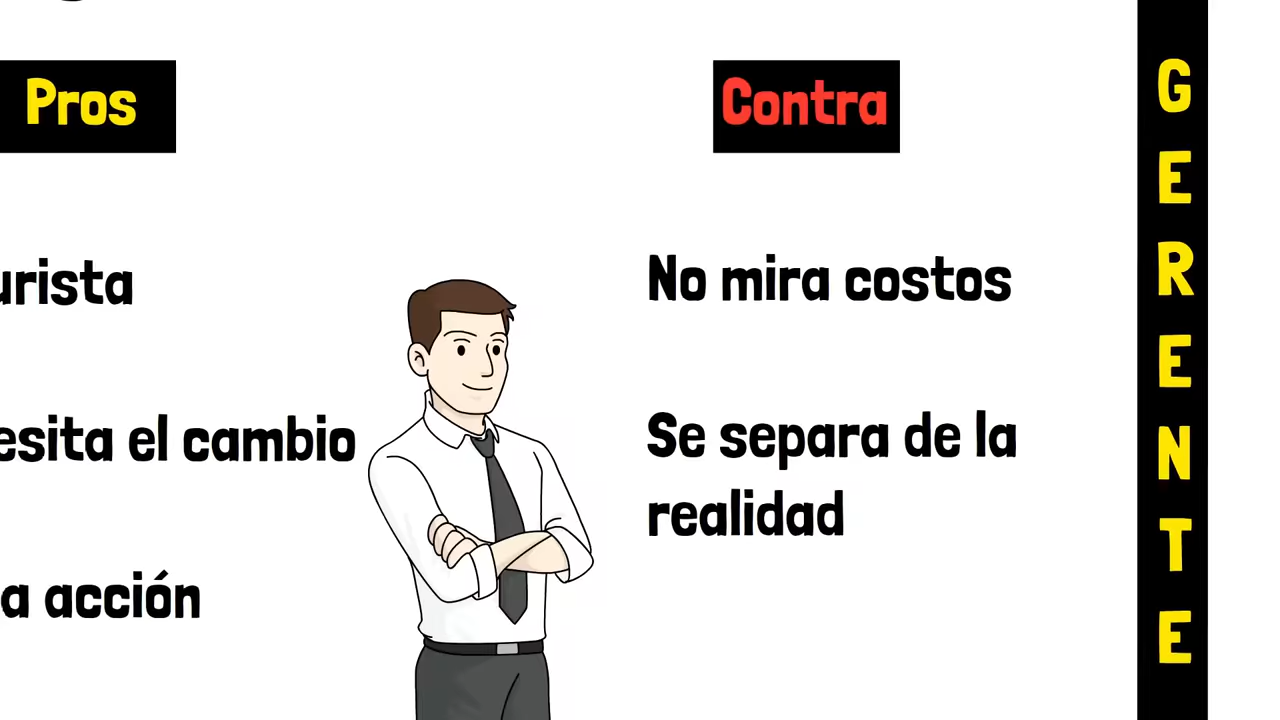 Pros
urista
esita el cambio
a acción
Contra
No mira costos
Se separa de la
realidad
GERENTE